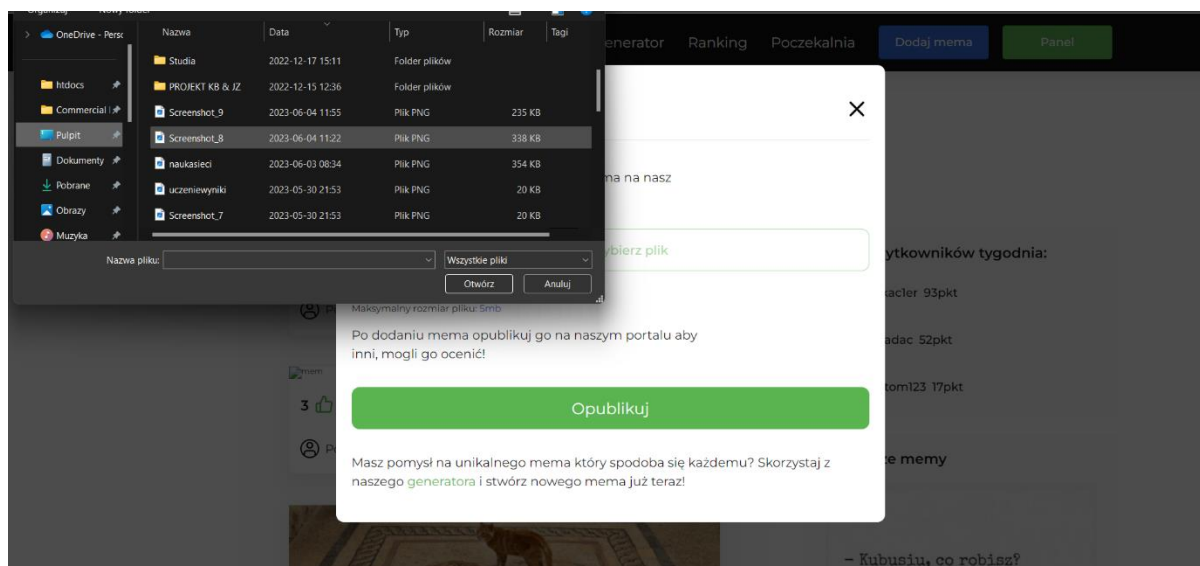 Organizuj Nowy folder
OneDrive - Persc
Nazwa Data Typ Rozmiar Tagi
Studia 2022-12-17 15:11 Folder plików
htdocs PROJEKT KB & JZ 2022-12-15 12:36 Folder plików
Commercial Screenshot_9 2023-06-04 11:55 Plik PNG 235 KB
Pulpit Screenshot_8 2023-06-04 11:22 Plik PNG 338 KB
Dokumenty naukasieci 2023-06-03 08:34 Plik PNG 354 KB
Pobrane uczeniewyniki 2023-05-30 21:53 Plik PNG 20 KB
Obrazy Screenshot_7 2023-05-30 21:53 Plik PNG 20 KB
Muzyka
Nazwa pliku: Wszystkie pliki
Otwórz Anuluj
enerator Ranking Poczekalnia Dodaj mema Panel
ma na nasz
ybierz plik
Maksymalny rozmiar pliku: 5mb
Po dodaniu mema opublikuj go na naszym portalu aby
inni, mogli go ocenić!
Opublikuj
Masz pomysł na unikalnego mema który spodoba się każdemu? Skorzystaj z
naszego generatora i stwórz nowego mema już teraz!
mem
3
ytkowników tygodnia:
kac1er 93pkt
adac 52pkt
tom123 17pkt
ze memy
– Kubusiu, co robisz?